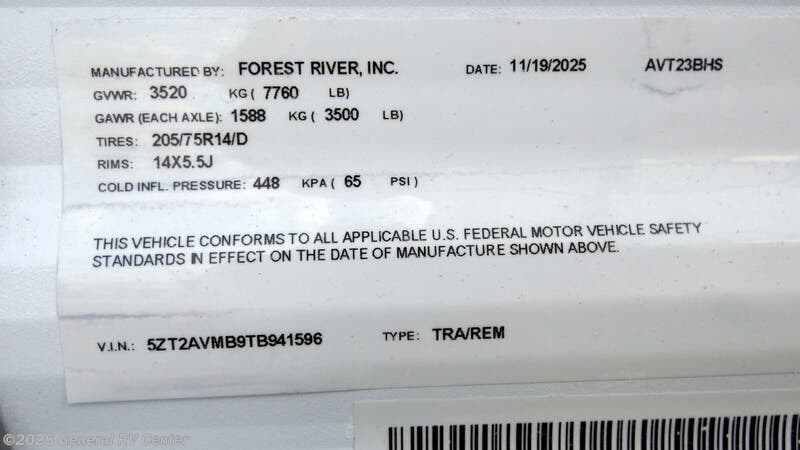 MANUFACTURED BY: FOREST RIVER, INC. DATE: 11/19/2025 AVT23BHS
GVWR: 3520 KG ( 7760 LB)
GAWR (EACH AXLE): 1588 KG ( 3500 LB)
TIRES: 205/75R14/D
RIMS: 14X5.5J
COLD INFL. PRESSURE: 448 KPA ( 65 PSI )
THIS VEHICLE CONFORMS TO ALL APPLICABLE U.S. FEDERAL MOTOR VEHICLE SAFETY
STANDARDS IN EFFECT ON THE DATE OF MANUFACTURE SHOWN ABOVE.
V.I.N.: 5ZT2AVMB9TB941596 TYPE: TRA/REM
©2025 General RV Center